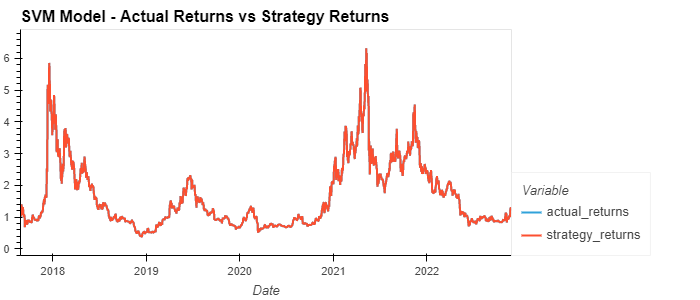 SVM Model - Actual Returns vs Strategy Returns
6
5
4
3
2
1
0
2018 2019 2020 2021 2022
Date
Variable
actual_returns
strategy_returns